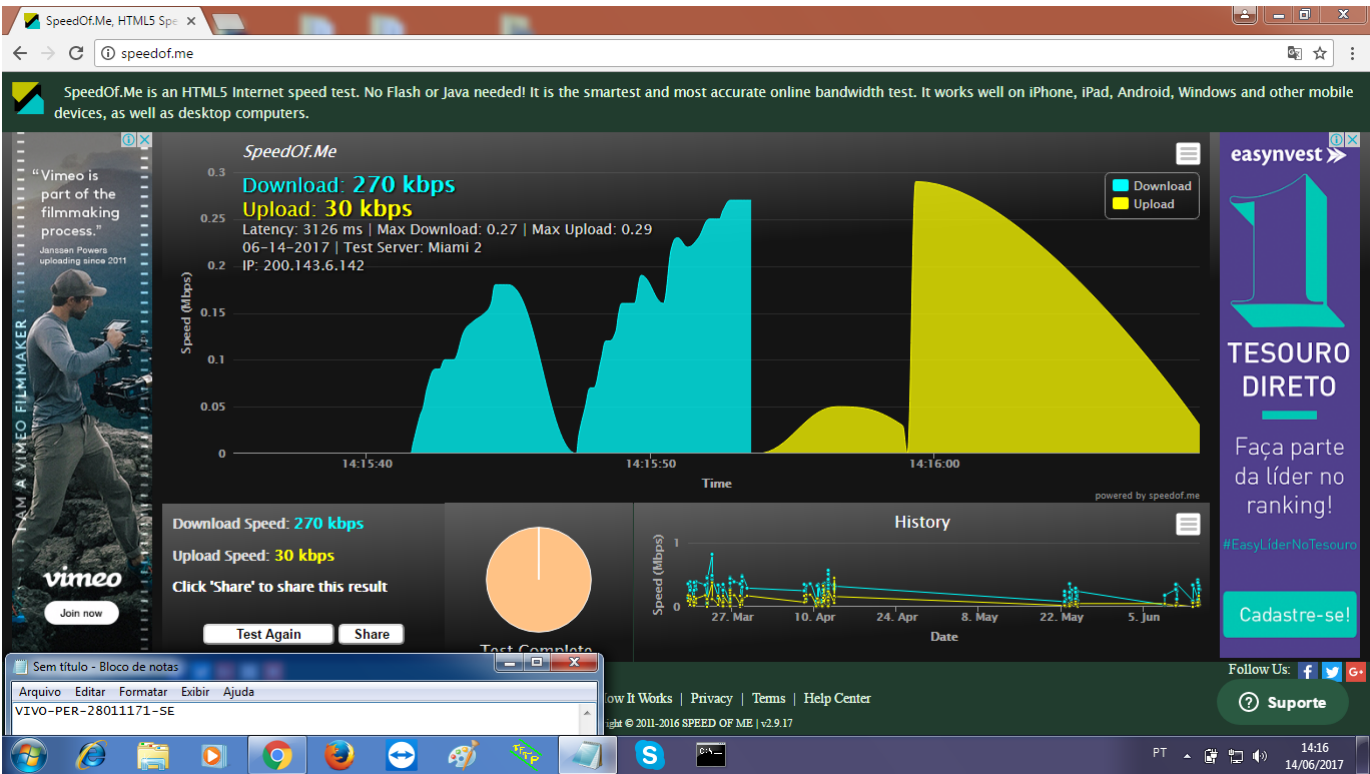 SpeedOf.Me, HTML5 Spe
speedof.me
SpeedOf.Me is an HTML5 Internet speed test. No Flash or Java needed! It is the smartest and most accurate online bandwidth test. It works well on iPhone, iPad, Android, Windows and other mobile
devices, as well as desktop computers.
“Vimeo is
part of the
filmmaking
process.”
Janssen Powers
uploading since 2011
I AM A VIMEO FILMMAKER
vimeo
Join now
SpeedOf.Me
Download: 270 kbps
Upload: 30 kbps
Latency: 3126 ms | Max Download: 0.27 | Max Upload: 0.29
06-14-2017 | Test Server: Miami 2
IP: 200.143.6.142
Download
Upload
Speed (Mbps)
0.3
0.25
0.2
0.15
0.1
0.05
0
14:15:40 14:15:50 14:16:00
Time
powered by speedof.me
easynvest
TESOURO
DIRETO
Faça parte
da líder no
ranking!
#EasyLíderNoTesouro
Cadastre-se!
Download Speed: 270 kbps
Upload Speed: 30 kbps
Click 'Share' to share this result
Test Again Share
Test Complete
History
Speed (Mbps)
1
0
27. Mar 10. Apr 24. Apr 8. May 22. May 5. Jun
Date
Follow Us:
How It Works | Privacy | Terms | Help Center
right © 2011-2016 SPEED OF ME | v2.9.17
Suporte
Sem título - Bloco de notas
Arquivo Editar Formatar Exibir Ajuda
VIVO-PER-28011171-SE
C:\_
PT
14:16
14/06/2017